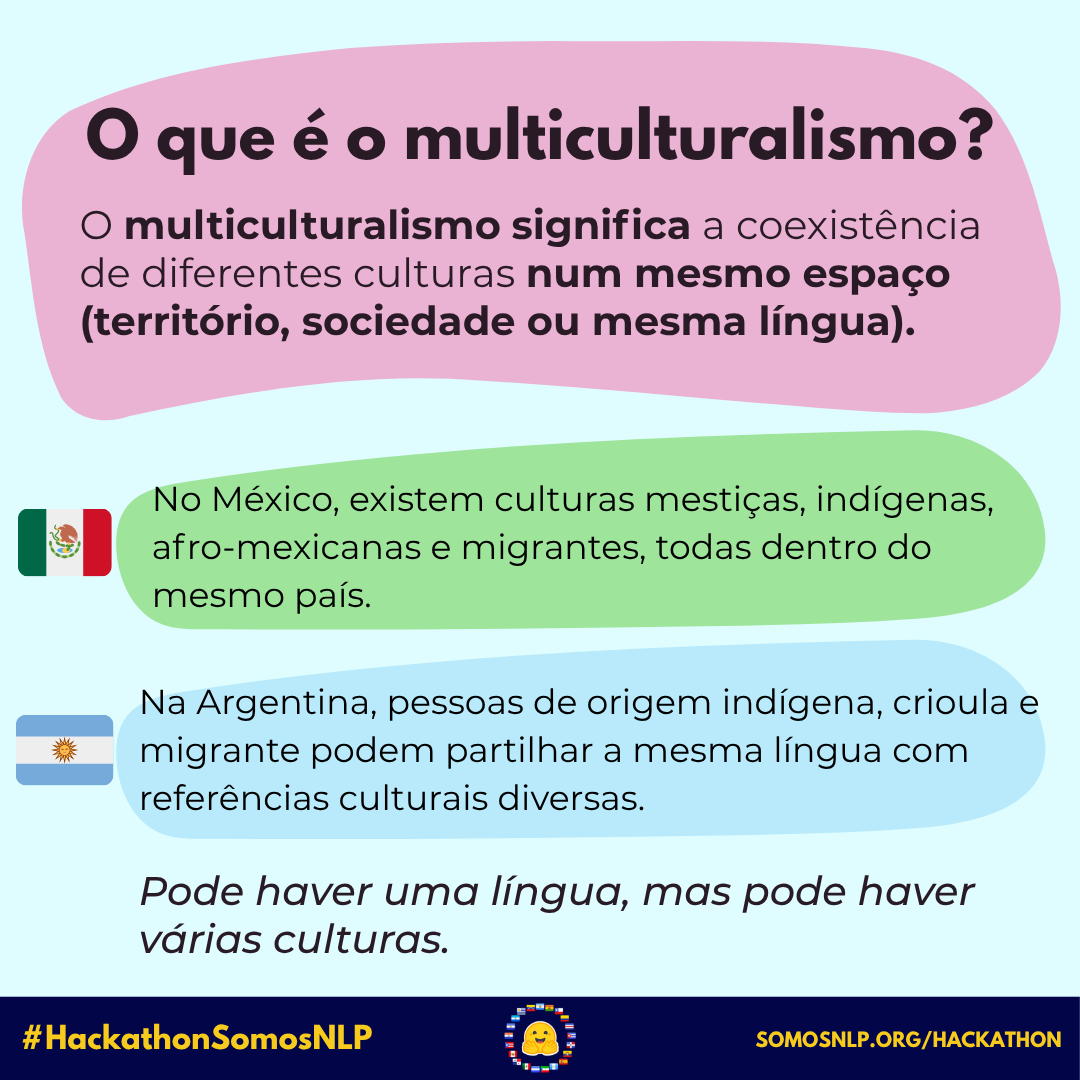 O que é o multiculturalismo?
O multiculturalismo significa a coexistência
de diferentes culturas num mesmo espaço
(território, sociedade ou mesma língua).
No México, existem culturas mestiças, indígenas,
afro-mexicanas e migrantes, todas dentro do
mesmo país.
Na Argentina, pessoas de origem indígena, crioula e
migrante podem partilhar a mesma língua com
referências culturais diversas.
Pode haver uma língua, mas pode haver
várias culturas.
#HackathonSomosNLP
SOMOSNLP.ORG/HACKATHON